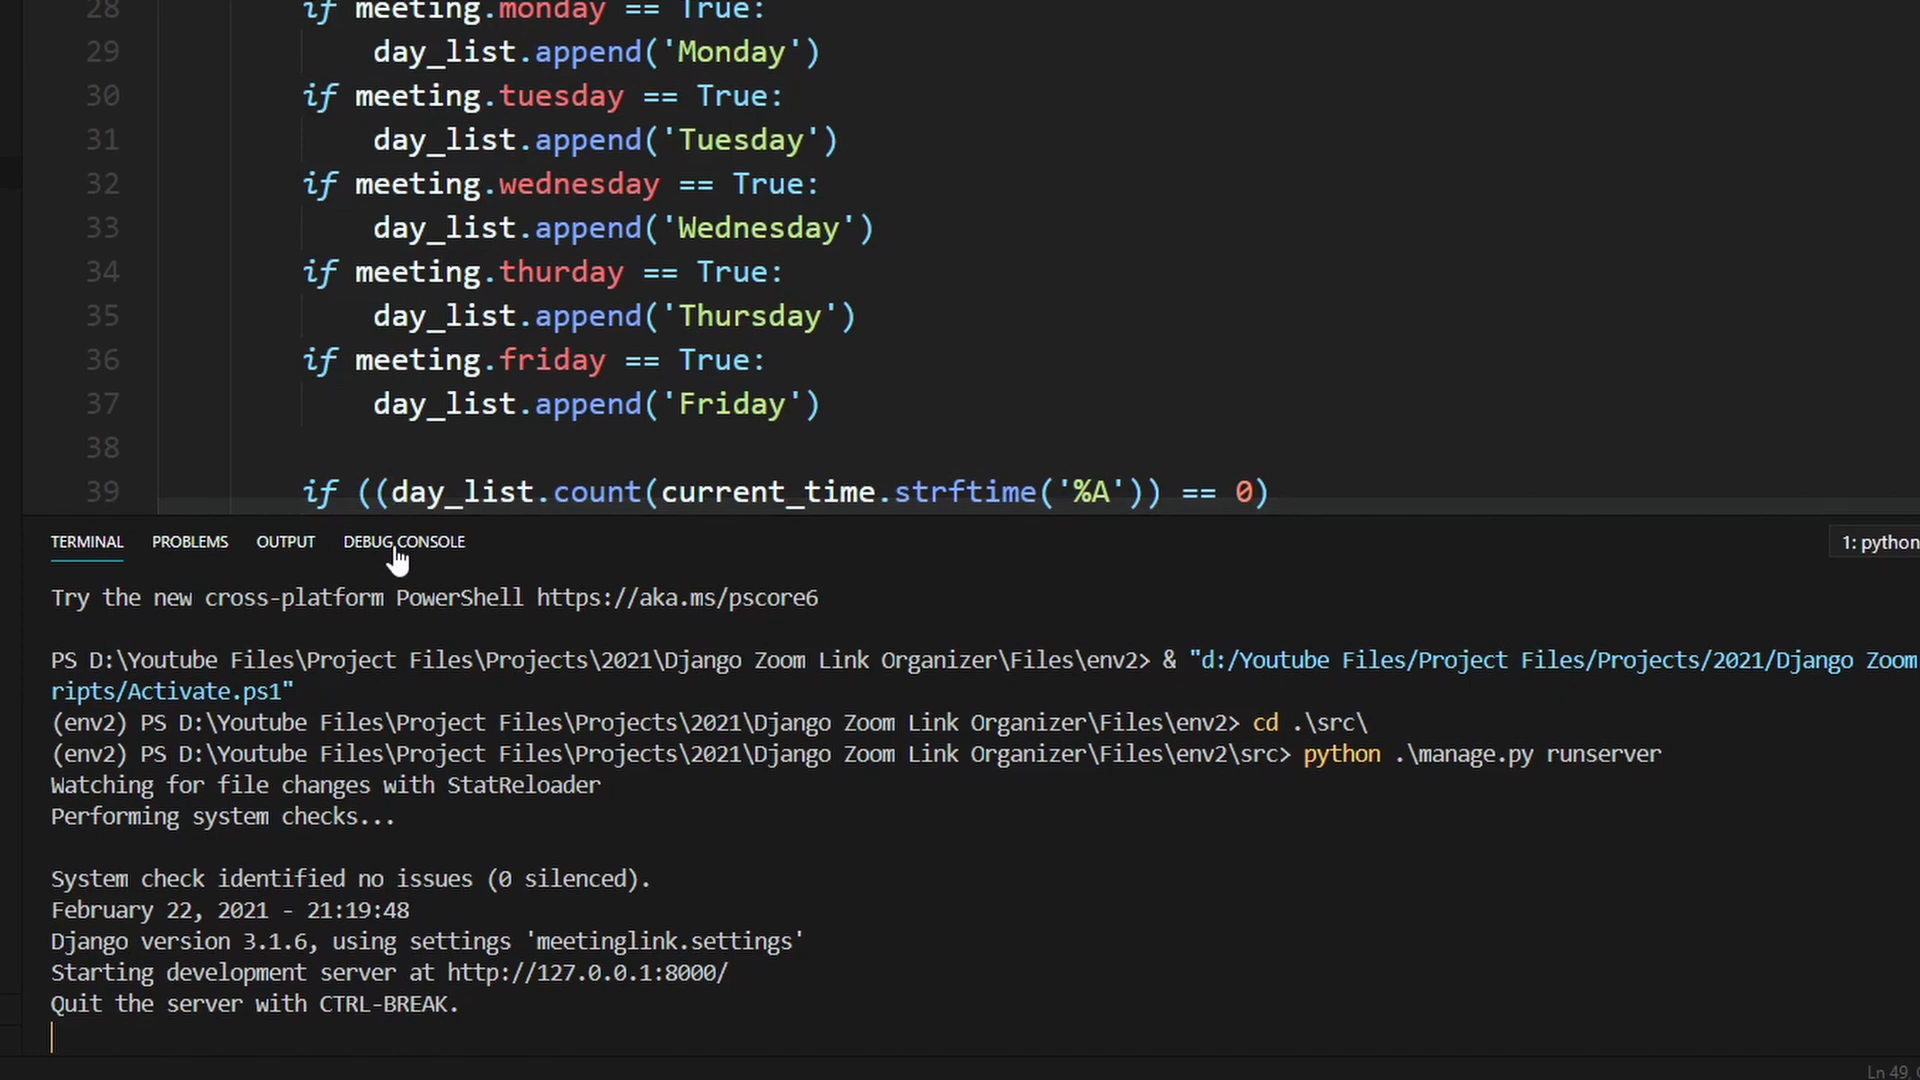 28 if meeting.monday == True:
29 day_list.append('Monday')
30 if meeting.tuesday == True:
31 day_list.append('Tuesday')
32 if meeting.wednesday == True:
33 day_list.append('Wednesday')
34 if meeting.thurday == True:
35 day_list.append('Thursday')
36 if meeting.friday == True:
37 day_list.append('Friday')
38
39 if ((day_list.count(current_time.strftime('%A')) == 0)
TERMINAL PROBLEMS OUTPUT DEBUG CONSOLE 1: python
Try the new cross-platform PowerShell https://aka.ms/pscore6
PS D:\Youtube Files\Project Files\Projects\2021\Django Zoom Link Organizer\Files\env2> & "d:/Youtube Files/Project Files/Projects/2021/Django Zoom
ripts/Activate.ps1"
(env2) PS D:\Youtube Files\Project Files\Projects\2021\Django Zoom Link Organizer\Files\env2> cd .\src\
(env2) PS D:\Youtube Files\Project Files\Projects\2021\Django Zoom Link Organizer\Files\env2\src> python .\manage.py runserver
Watching for file changes with StatReloader
Performing system checks...
System check identified no issues (0 silenced).
February 22, 2021 - 21:19:48
Django version 3.1.6, using settings 'meetinglink.settings'
Starting development server at http://127.0.0.1:8000/
Quit the server with CTRL-BREAK.
Ln 49,